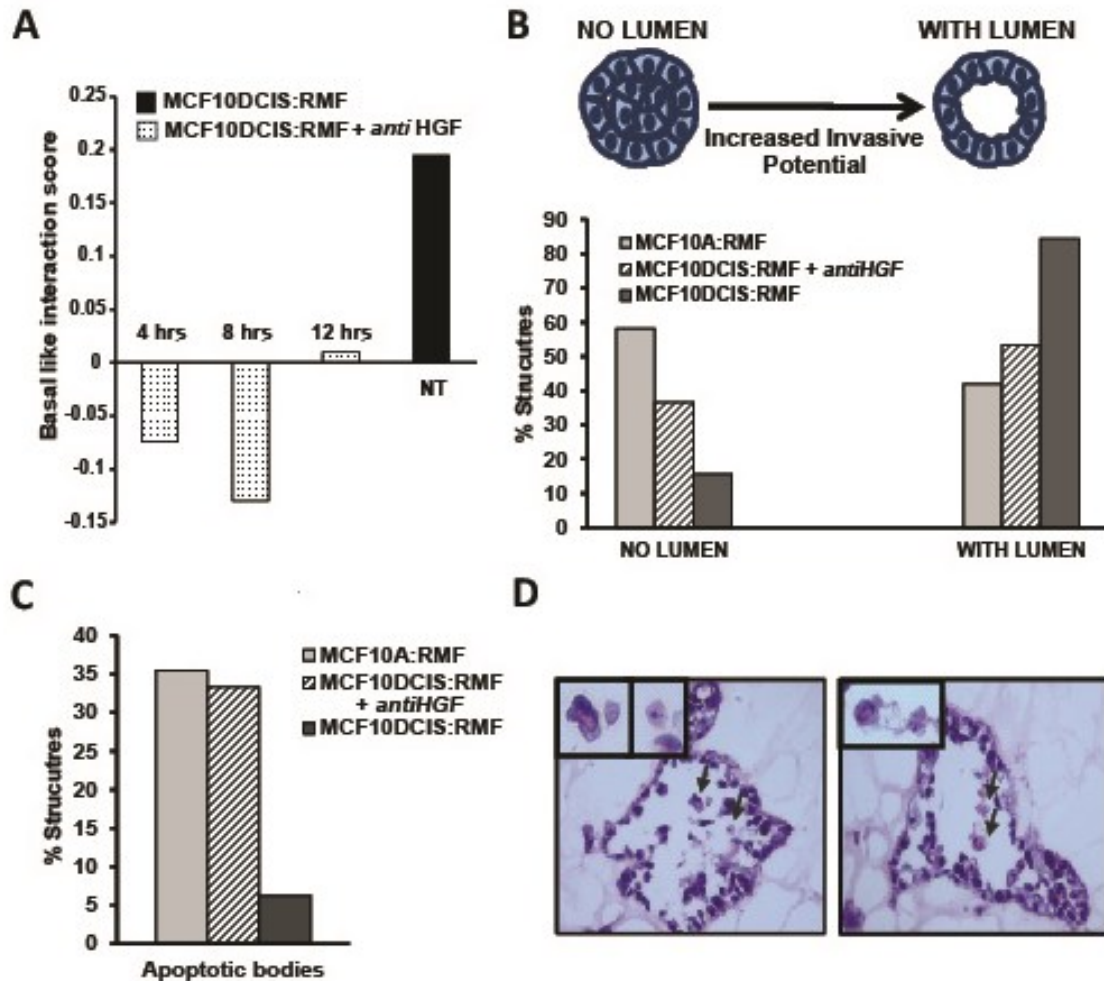 A
MCF10DCIS:RMF
MCF10DCIS:RMF + anti HGF
Basal like interaction score
0.25
0.2
0.15
0.1
0.05
0
-0.05
-0.1
-0.15
4 hrs
8 hrs
12 hrs
NT
B
NO LUMEN
WITH LUMEN
Increased Invasive
Potential
% Strucutres
90
80
70
60
50
40
30
20
10
0
MCF10A:RMF
MCF10DCIS:RMF + antiHGF
MCF10DCIS:RMF
NO LUMEN
WITH LUMEN
C
% Strucutres
40
35
30
25
20
15
10
5
0
MCF10A:RMF
MCF10DCIS:RMF
+ antiHGF
MCF10DCIS:RMF
Apoptotic bodies
D